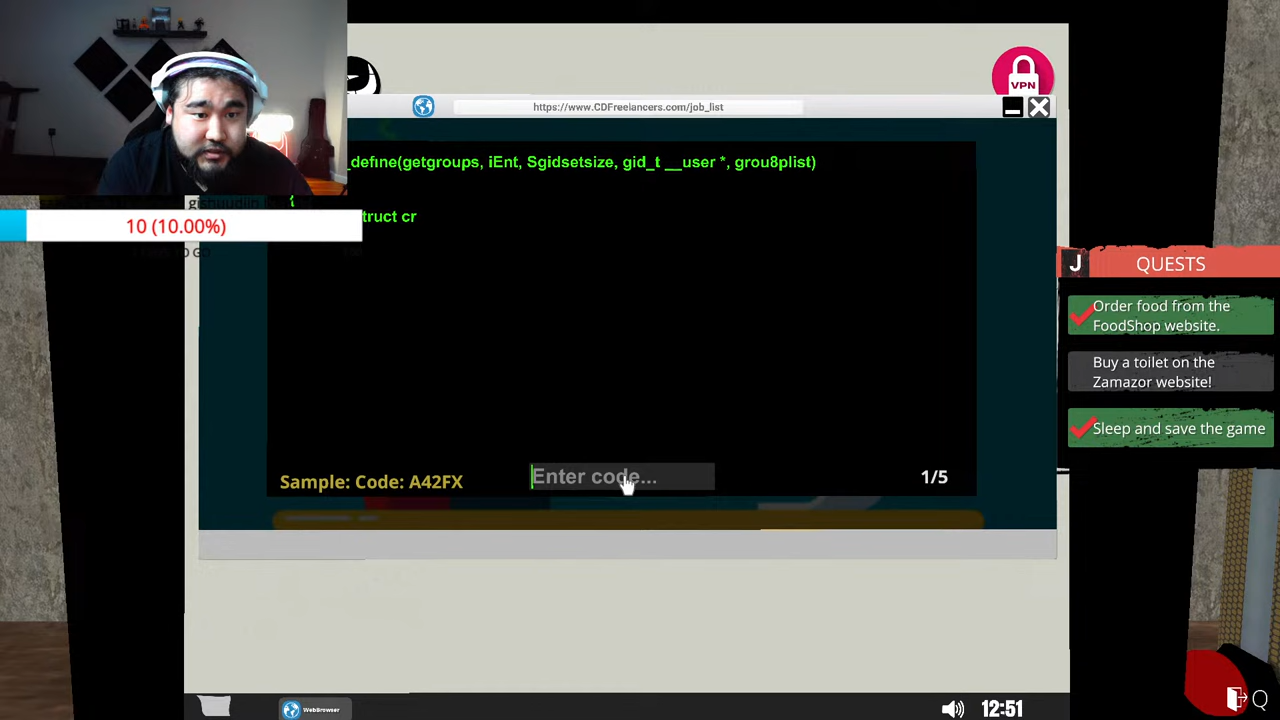 VPN
https://www.CDFreelancers.com/job_list
_define(getgroups, iEnt, Sgidsetsize, gid_t __user *, grou8plist)
truct cr
10 (10.00%)
J QUESTS
Order food from the
FoodShop website.
Buy a toilet on the
Zamazor website!
Sleep and save the game
Sample: Code: A42FX
Enter code...
1/5
WebBrowser
12:51
Q